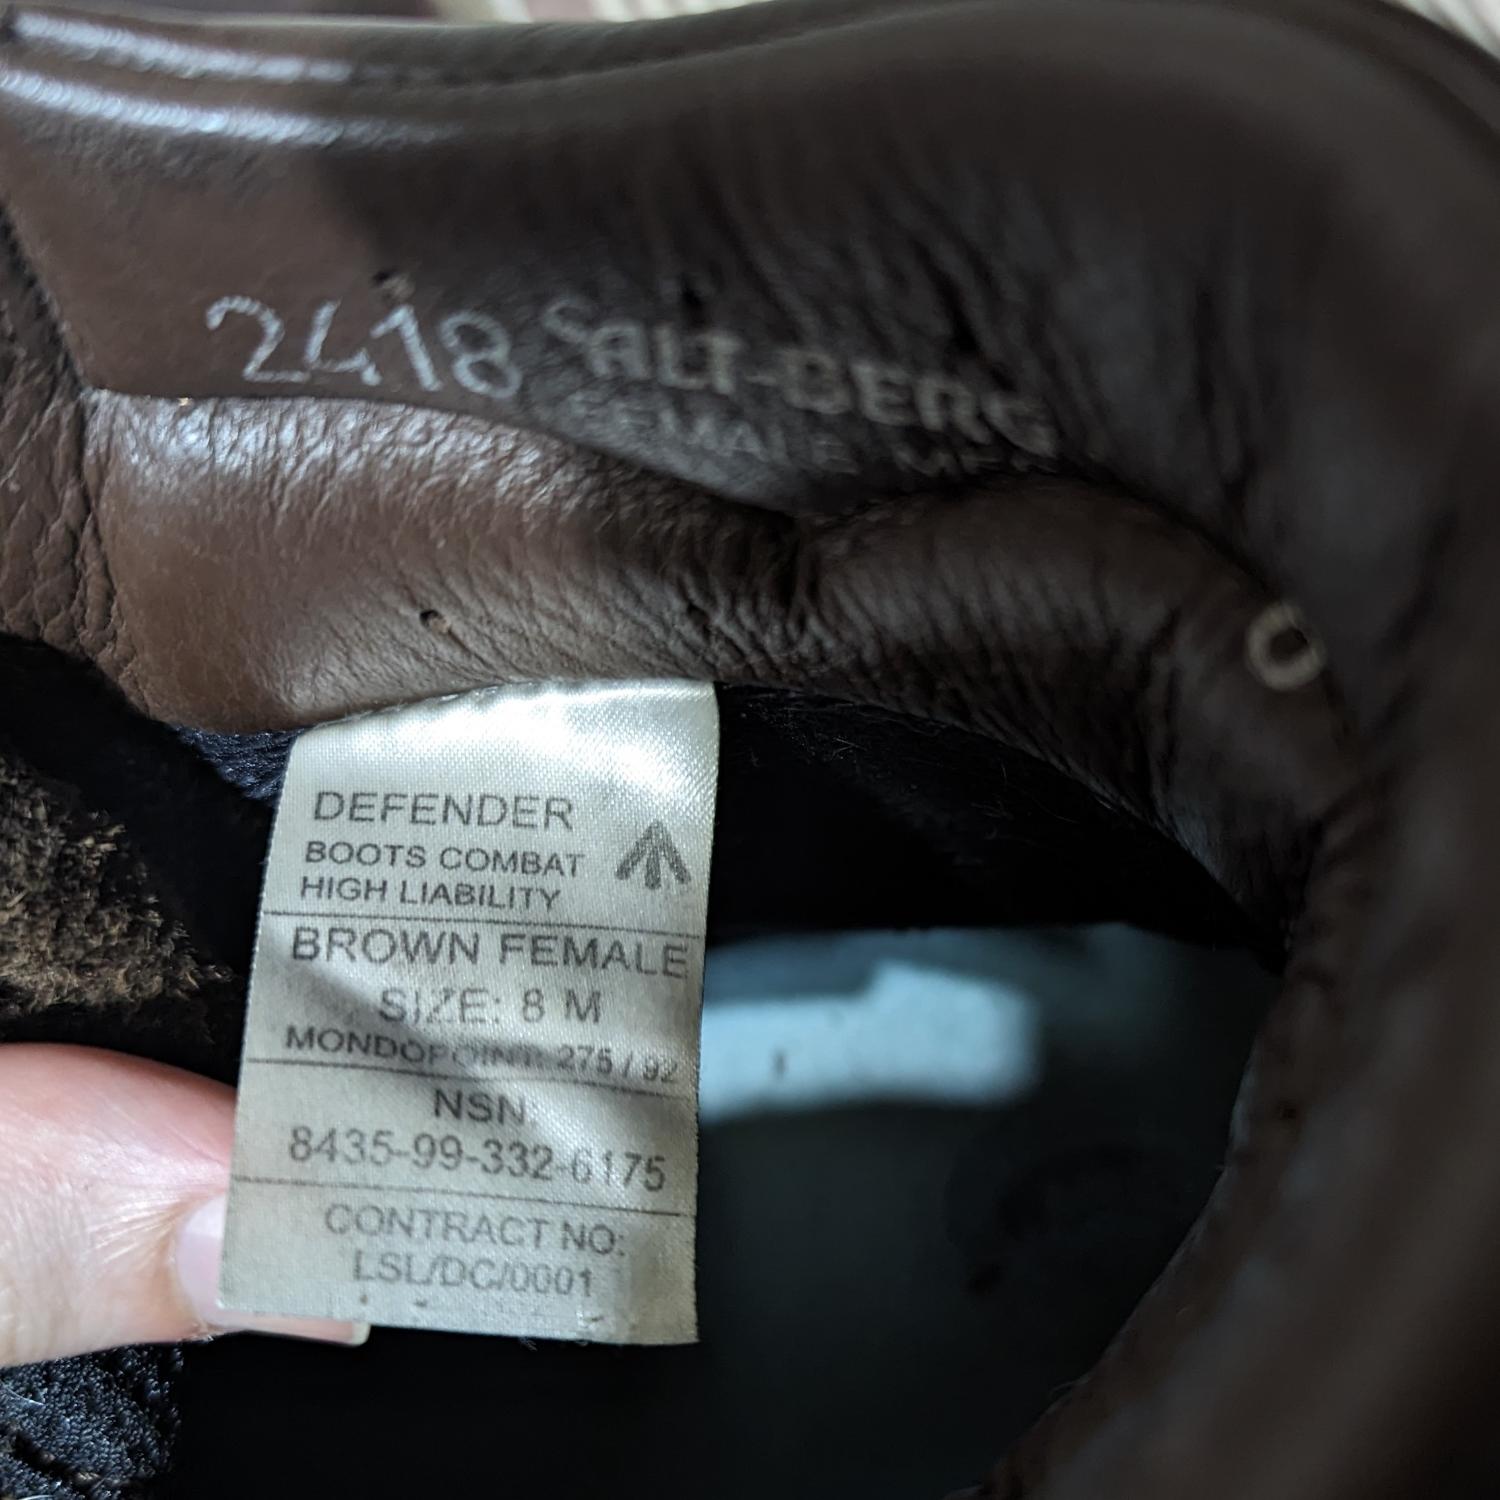 2418 ALT-BERG
FEMALE
DEFENDER
BOOTS COMBAT
HIGH LIABILITY
BROWN FEMALE
SIZE: 8 M
MONDOPOINT: 275 / 92
NSN:
8435-99-332-6175
CONTRACT NO:
LSL/DC/0001